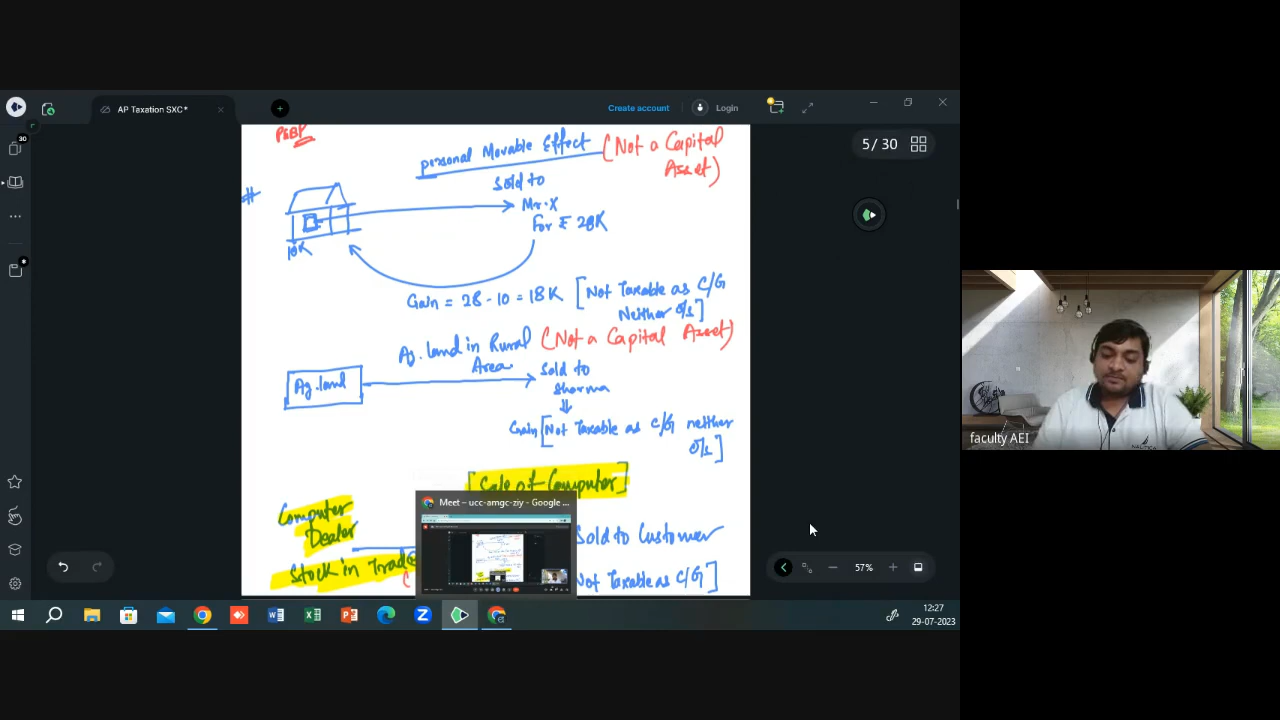 AP Taxation SXC*
Create account
Login
30
5/ 30
PGBP
personal Movable Effect (Not a Capital Asset)
#
sold to
Mr. X
For ₹ 28K
10K
Gain = 28 - 10 = 18K [Not Taxable as C/G
Neither O/S]
Ag. land in Rural Area (Not a Capital Asset)
Ag. land
sold to
Sharma
Gain [Not Taxable as C/G neither
O/S]
[Sale of Computer]
Computer
Dealer
Stock in Trade
Meet – ucc-amgc-ziy - Google ...
Sold to Customer
Not Taxable as C/G]
57%
12:27
29-07-2023
NAUTICA
faculty AEI